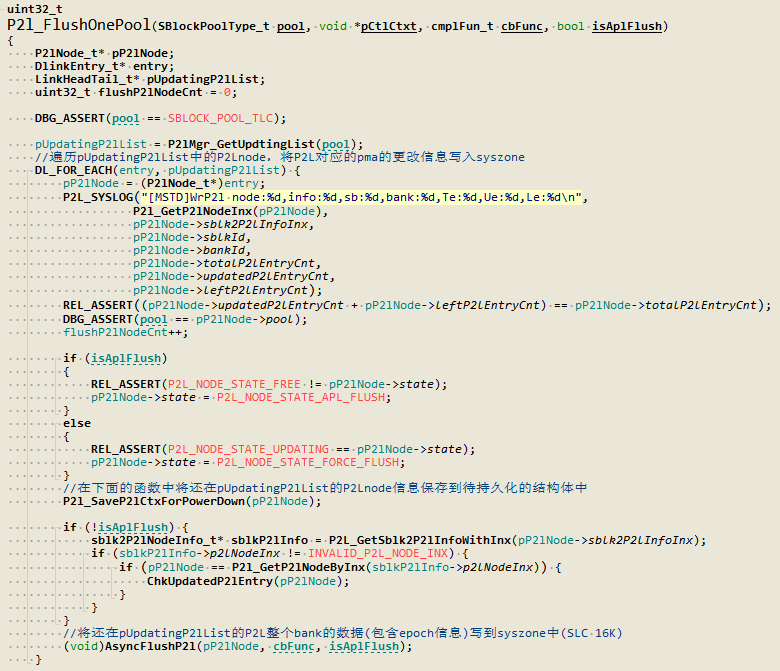 uint32_t
P2l_FlushOnePool(SBlockPoolType_t pool, void *pCtlCtxt, cmplFun_t cbFunc, bool isAplFlush)
{
    P2lNode_t* pP2lNode;
    DlinkEntry_t* entry;
    LinkHeadTail_t* pUpdatingP2lList;
    uint32_t flushP2lNodeCnt = 0;

    DBG_ASSERT(pool == SBLOCK_POOL_TLC);

    pUpdatingP2lList = P2lMgr_GetUpdtingList(pool);
    //遍历pUpdatingP2lList中的P2Lnode，将P2L对应的pma的更改信息写入syszone
    DL_FOR_EACH(entry, pUpdatingP2lList) {
        pP2lNode = (P2lNode_t*)entry;
        P2L_SYSLOG("[MSTD]WrP2l node:%d,info:%d,sb:%d,bank:%d,Te:%d,Ue:%d,Le:%d\n",
                  P2l_GetP2lNodeInx(pP2lNode),
                  pP2lNode->sblk2P2lInfoInx,
                  pP2lNode->sblkId,
                  pP2lNode->bankId,
                  pP2lNode->totalP2lEntryCnt,
                  pP2lNode->updatedP2lEntryCnt,
                  pP2lNode->leftP2lEntryCnt);
        REL_ASSERT((pP2lNode->updatedP2lEntryCnt + pP2lNode->leftP2lEntryCnt) == pP2lNode->totalP2lEntryCnt);
        DBG_ASSERT(pool == pP2lNode->pool);
        flushP2lNodeCnt++;

        if (isAplFlush)
        {
            REL_ASSERT(P2L_NODE_STATE_FREE != pP2lNode->state);
            pP2lNode->state = P2L_NODE_STATE_APL_FLUSH;
        }
        else
        {
            REL_ASSERT(P2L_NODE_STATE_UPDATING == pP2lNode->state);
            pP2lNode->state = P2L_NODE_STATE_FORCE_FLUSH;
        }
        //在下面的函数中将还在pUpdatingP2lList的P2Lnode信息保存到待持久化的结构体中
        P2l_SaveP2lCtxForPowerDown(pP2lNode);

        if (!isAplFlush) {
            sblk2P2lNodeInfo_t* sblkP2lInfo = P2L_GetSblk2P2lInfoWithInx(pP2lNode->sblk2P2lInfoInx);
            if (sblkP2lInfo->p2lNodeInx != INVALID_P2L_NODE_INX) {
                if (pP2lNode == P2l_GetP2lNodeByInx(sblkP2lInfo->p2lNodeInx)) {
                    ChkUpdatedP2lEntry(pP2lNode);
                }
            }
        }
        //将还在pUpdatingP2lList的P2L整个bank的数据(包含epoch信息)写到syszone中(SLC 16K)
        (void)AsyncFlushP2l(pP2lNode, cbFunc, isAplFlush);
    }